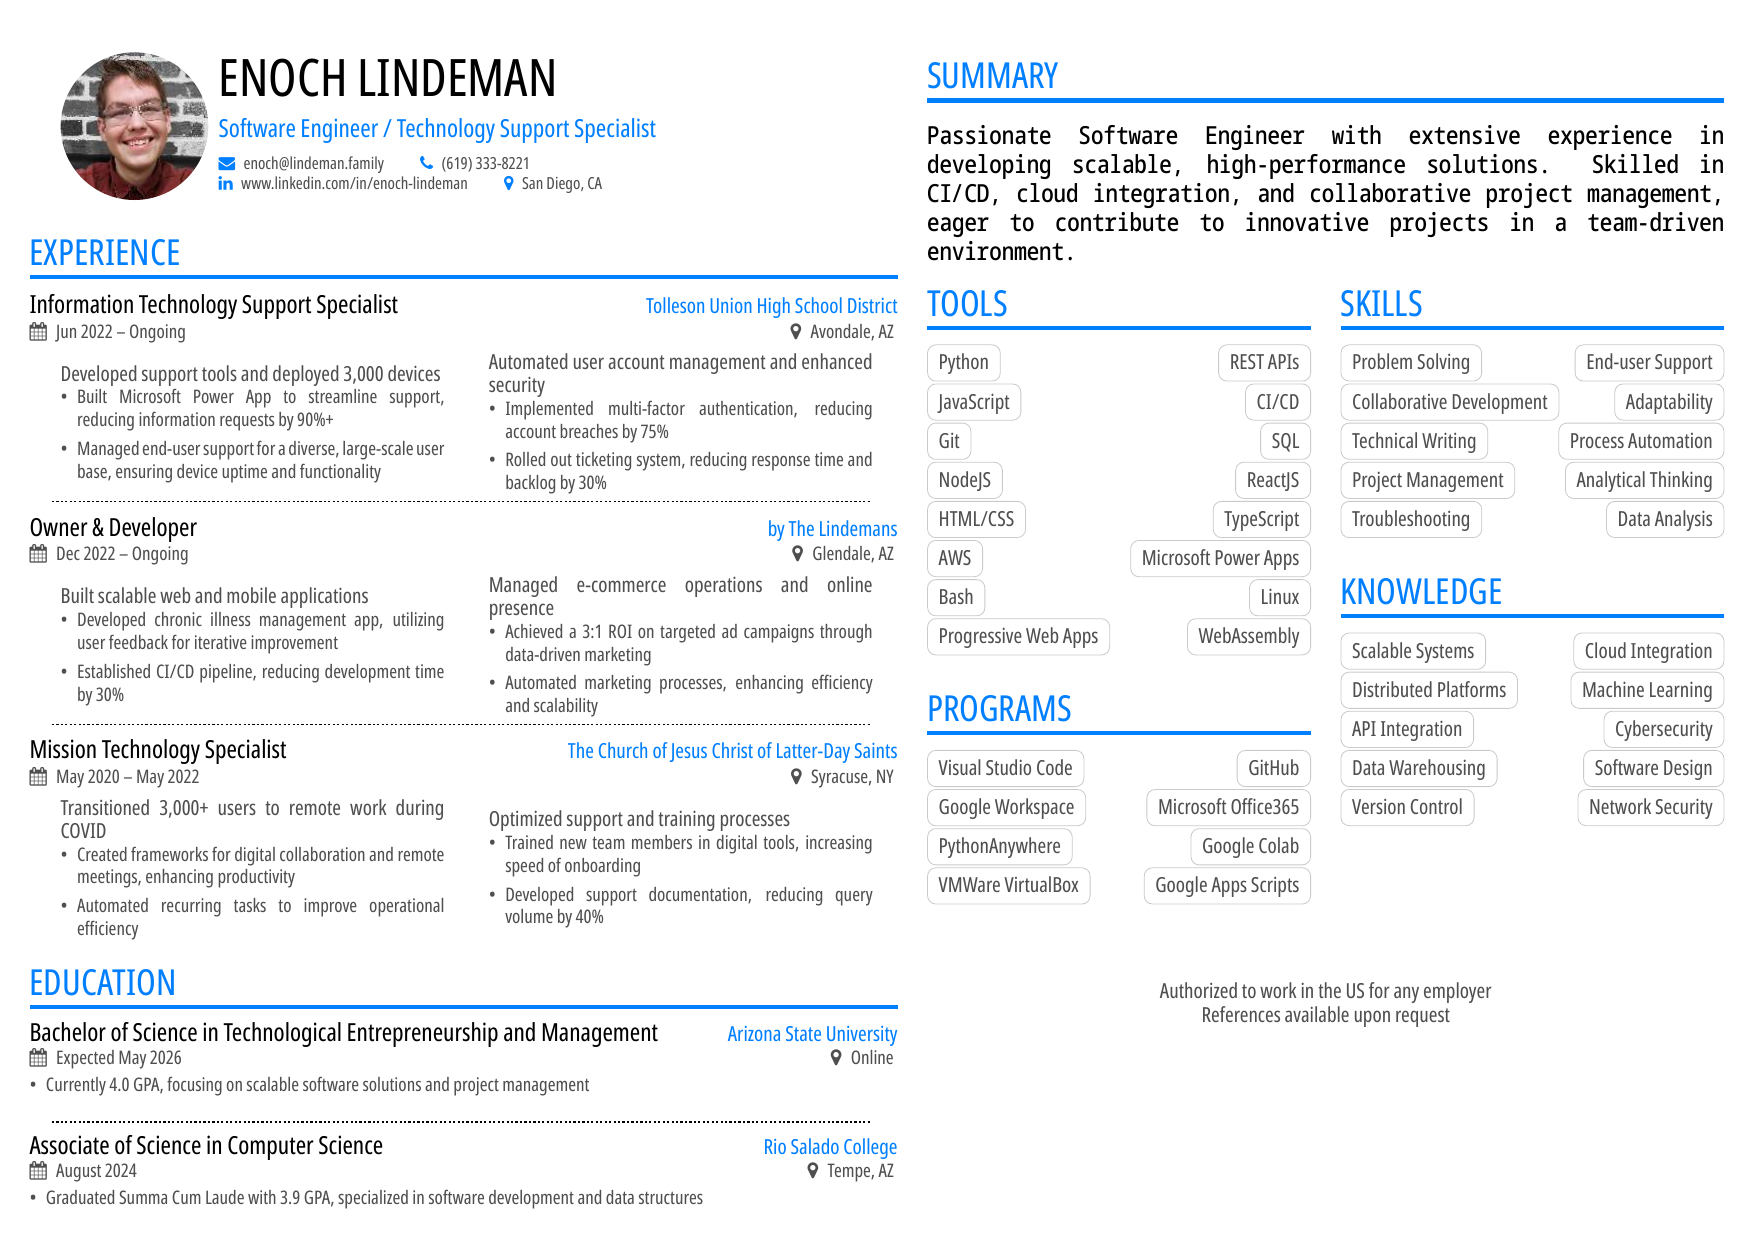 ENOCH LINDEMAN
Software Engineer / Technology Support Specialist
enoch@lindeman.family (619) 333-8221
www.linkedin.com/in/enoch-lindeman San Diego, CA
EXPERIENCE
Information Technology Support Specialist Tolleson Union High School District
Jun 2022 – Ongoing Avondale, AZ
Developed support tools and deployed 3,000 devices
• Built Microsoft Power App to streamline support,
reducing information requests by 90%+
• Managed end-user support for a diverse, large-scale user
base, ensuring device uptime and functionality
Automated user account management and enhanced
security
• Implemented multi-factor authentication, reducing
account breaches by 75%
• Rolled out ticketing system, reducing response time and
backlog by 30%
Owner & Developer by The Lindemans
Dec 2022 – Ongoing Glendale, AZ
Built scalable web and mobile applications
• Developed chronic illness management app, utilizing
user feedback for iterative improvement
• Established CI/CD pipeline, reducing development time
by 30%
Managed e-commerce operations and online
presence
• Achieved a 3:1 ROI on targeted ad campaigns through
data-driven marketing
• Automated marketing processes, enhancing efficiency
and scalability
Mission Technology Specialist The Church of Jesus Christ of Latter-Day Saints
May 2020 – May 2022 Syracuse, NY
Transitioned 3,000+ users to remote work during
COVID
• Created frameworks for digital collaboration and remote
meetings, enhancing productivity
• Automated recurring tasks to improve operational
efficiency
Optimized support and training processes
• Trained new team members in digital tools, increasing
speed of onboarding
• Developed support documentation, reducing query
volume by 40%
EDUCATION
Bachelor of Science in Technological Entrepreneurship and Management Arizona State University
Expected May 2026 Online
• Currently 4.0 GPA, focusing on scalable software solutions and project management
Associate of Science in Computer Science Rio Salado College
August 2024 Tempe, AZ
• Graduated Summa Cum Laude with 3.9 GPA, specialized in software development and data structures
SUMMARY
Passionate Software Engineer with extensive experience in
developing scalable, high-performance solutions. Skilled in
CI/CD, cloud integration, and collaborative project management,
eager to contribute to innovative projects in a team-driven
environment.
TOOLS
Python REST APIs
JavaScript CI/CD
Git SQL
NodeJS ReactJS
HTML/CSS TypeScript
AWS Microsoft Power Apps
Bash Linux
Progressive Web Apps WebAssembly
PROGRAMS
Visual Studio Code GitHub
Google Workspace Microsoft Office365
PythonAnywhere Google Colab
VMWare VirtualBox Google Apps Scripts
SKILLS
Problem Solving End-user Support
Collaborative Development Adaptability
Technical Writing Process Automation
Project Management Analytical Thinking
Troubleshooting Data Analysis
KNOWLEDGE
Scalable Systems Cloud Integration
Distributed Platforms Machine Learning
API Integration Cybersecurity
Data Warehousing Software Design
Version Control Network Security
Authorized to work in the US for any employer
References available upon request